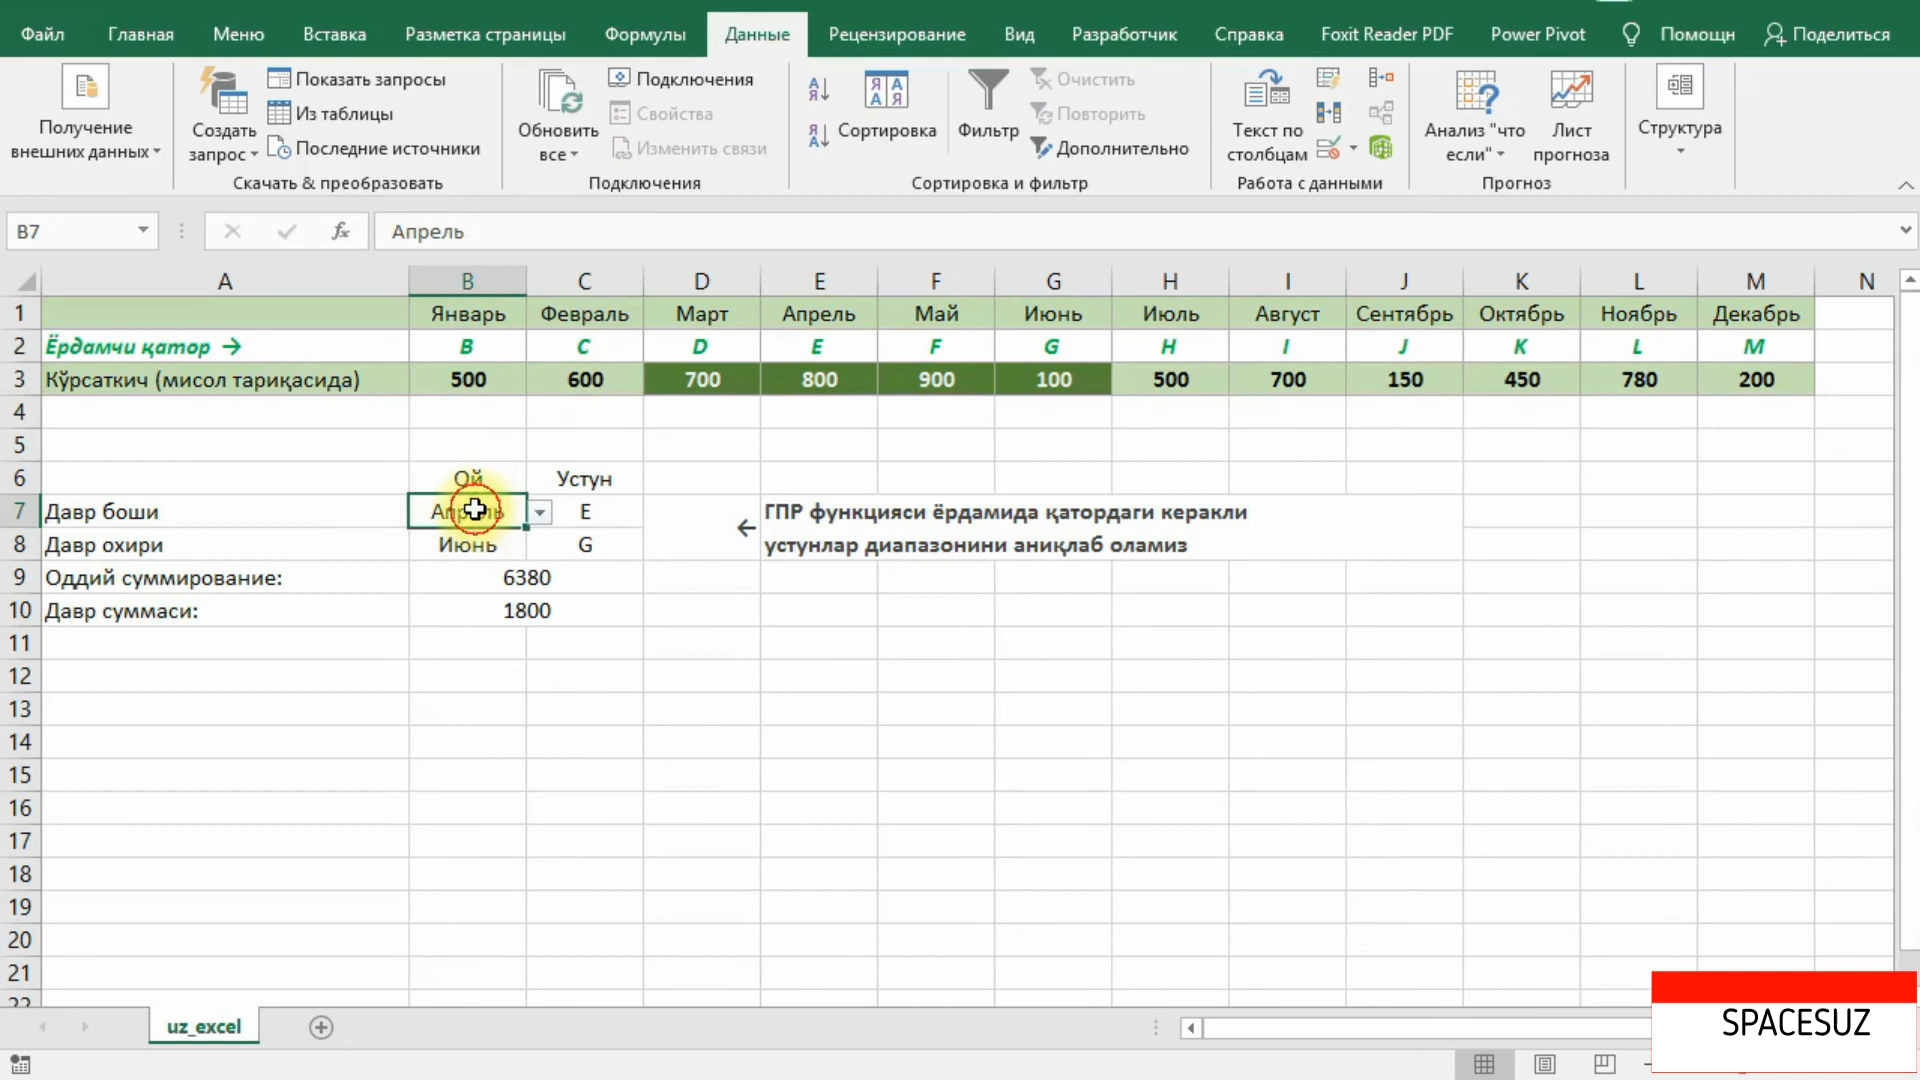 Файл Главная Меню Вставка Разметка страницы Формулы Данные Рецензирование Вид Разработчик Справка Foxit Reader PDF Power Pivot Помощн Поделиться
Получение
внешних данных
Создать
запрос
Показать запросы
Из таблицы
Последние источники
Скачать & преобразовать
Обновить
все
Подключения
Свойства
Изменить связи
Подключения
Сортировка
Фильтр
Очистить
Повторить
Дополнительно
Сортировка и фильтр
Текст по
столбцам
Работа с данными
Анализ "что
если"
Лист
прогноза
Прогноз
Структура
B7 fx Апрель
A B C D E F G H I J K L M N
1 Январь Февраль Март Апрель Май Июнь Июль Август Сентябрь Октябрь Ноябрь Декабрь
2 Ёрдамчи қатор → B C D E F G H I J K L M
3 Кўрсаткич (мисол тариқасида) 500 600 700 800 900 100 500 700 150 450 780 200
4
5
6 Ой Устун
7 Давр боши Апрель E ГПР функцияси ёрдамида қатордаги керакли
8 Давр охири Июнь G ← устунлар диапазонини аниқлаб оламиз
9 Оддий суммирование: 6380
10 Давр суммаси: 1800
11
12
13
14
15
16
17
18
19
20
21
22
uz_excel
SPACESUZ